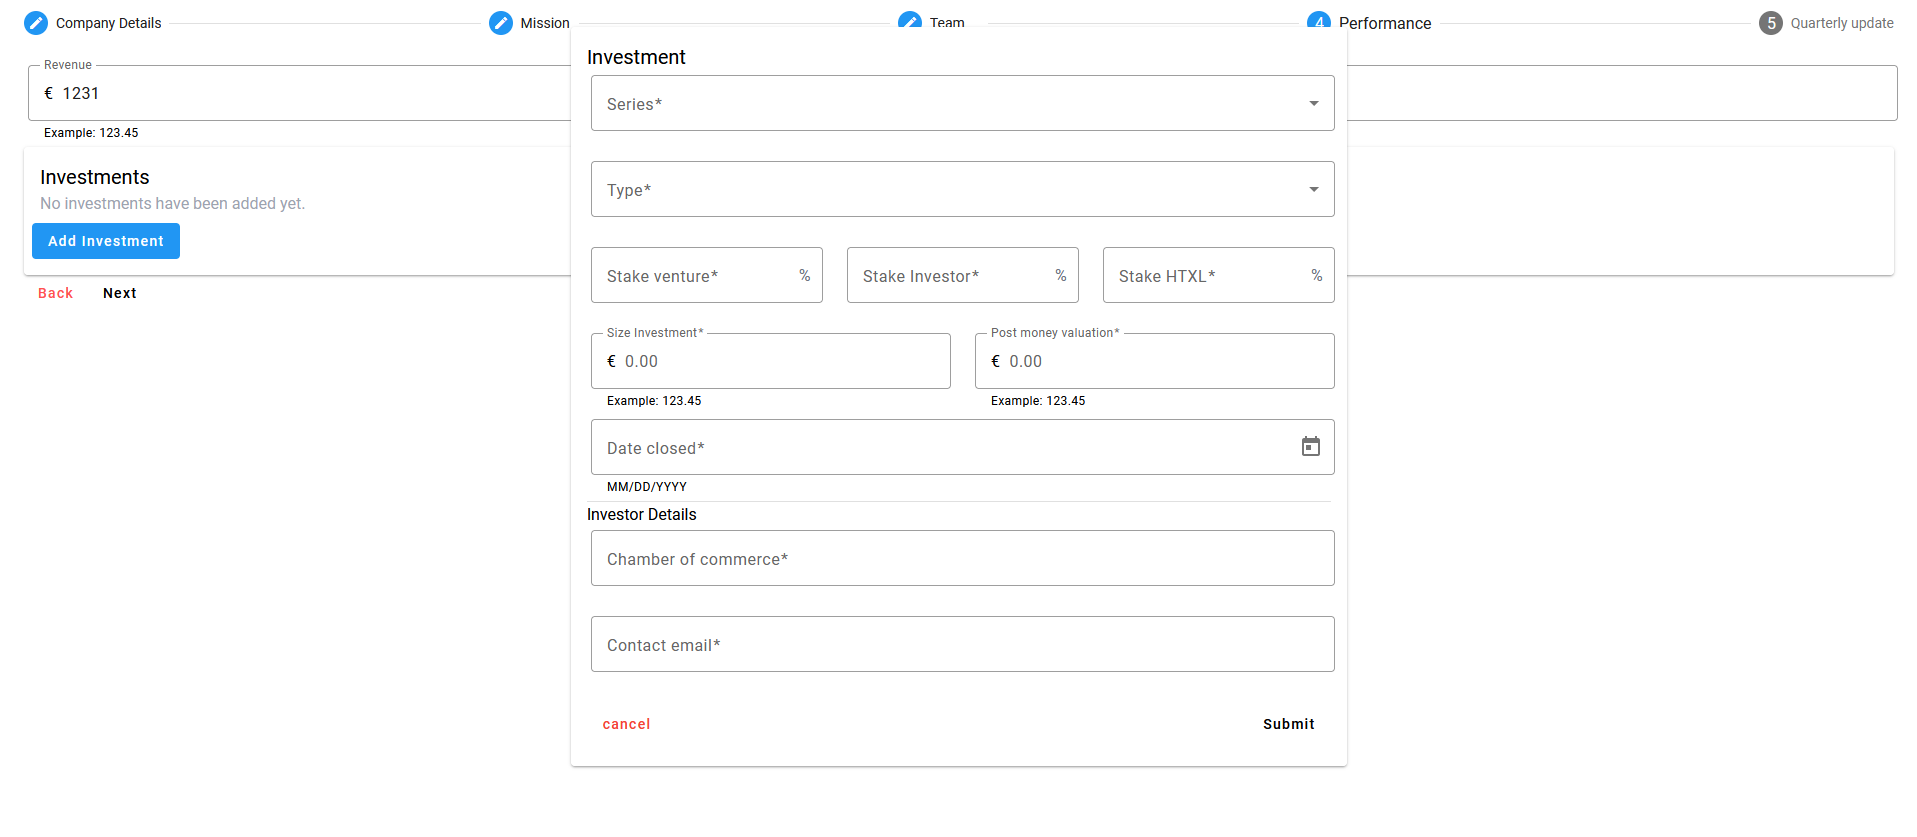 Company Details
Mission
Team
4 Performance
5 Quarterly update
Revenue
€ 1231
Example: 123.45
Investments
No investments have been added yet.
Add Investment
Back Next
Investment
Series*
Type*
Stake venture* %
Stake Investor* %
Stake HTXL* %
Size Investment*
€ 0.00
Example: 123.45
Post money valuation*
€ 0.00
Example: 123.45
Date closed*
MM/DD/YYYY
Investor Details
Chamber of commerce*
Contact email*
cancel Submit